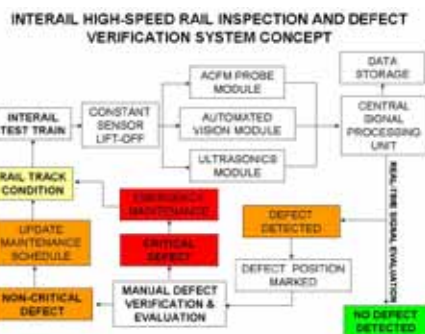 INTERAIL HIGH-SPEED RAIL INSPECTION AND DEFECT
VERIFICATION SYSTEM CONCEPT
ACFM PROBE
MODULE
DATA
STORAGE
INTERAIL
TEST TRAIN
CONSTANT
SENSOR
LIFT-OFF
AUTOMATED
VISION MODULE
CENTRAL
SIGNAL
PROCESSING
UNIT
ULTRASONICS
MODULE
RAIL TRACK
CONDITION
REAL-TIME SIGNAL EVALUATION
EMERGENCY
MAINTENANCE
UPDATE
MAINTENANCE
SCHEDULE
CRITICAL
DEFECT
DEFECT
DETECTED
DEFECT POSITION
MARKED
NON-CRITICAL
DEFECT
MANUAL DEFECT
VERIFICATION &
EVALUATION
NO DEFECT
DETECTED